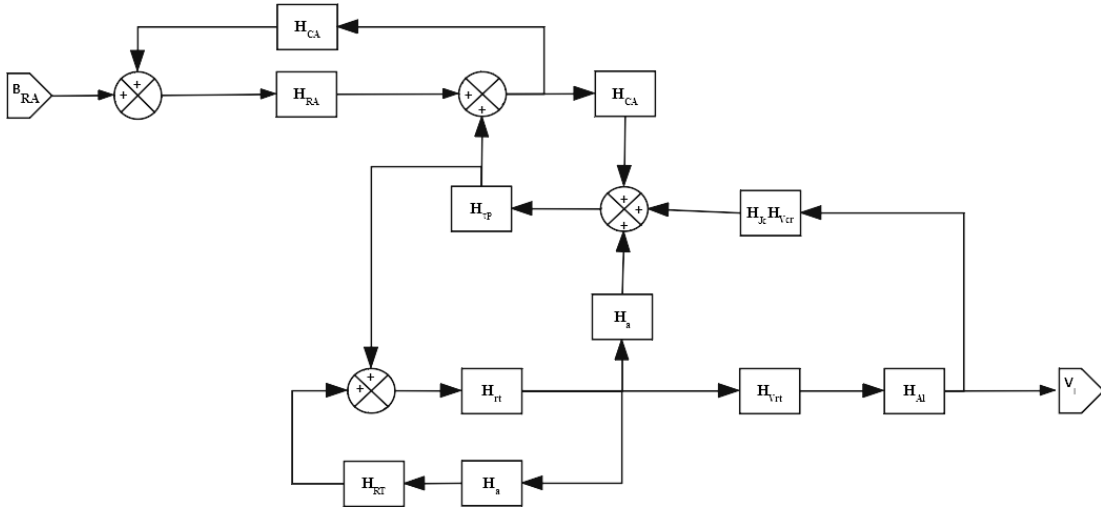 H_CA
B_RA
+
+
H_RA
+
+
H_CA
H_τP
+
+
+
H_Jc H_Vcr
H_a
+
+
H_rt
H_Vrt
H_Al
V_l
H_RT
H_a